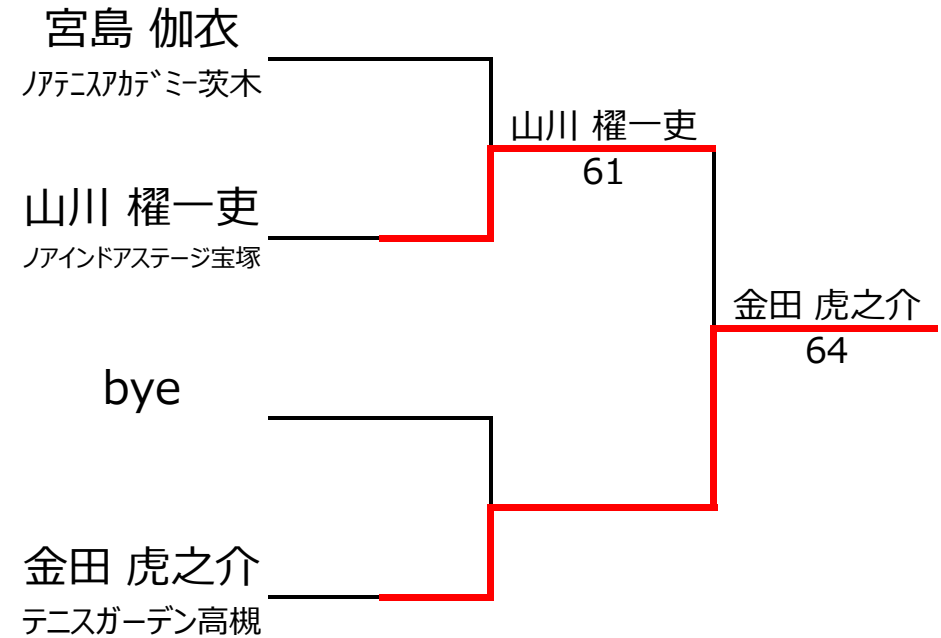 宮島 伽衣
ﾉｱﾃﾆｽｱｶﾃﾞﾐｰ茨木
山川 櫂一吏
61
山川 櫂一吏
ノアインドアステージ宝塚
金田 虎之介
64
bye
金田 虎之介
テニスガーデン高槻